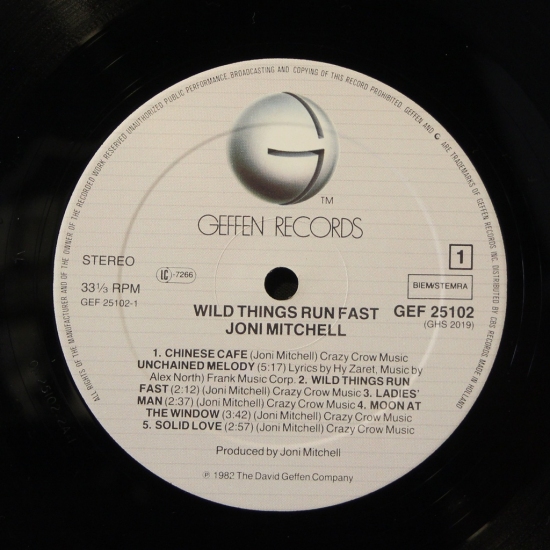 ALL RIGHTS OF THE MANUFACTURER AND OF THE OWNER OF THE RECORDED WORK RESERVED UNAUTHORIZED PUBLIC PERFORMANCE, BROADCASTING AND COPYING OF THIS RECORD PROHIBITED. GEFFEN AND G ARE TRADEMARKS OF GEFFEN RECORDS INC. DISTRIBUTED BY CBS RECORDS MADE IN HOLLAND
G
TM
GEFFEN RECORDS
STEREO
33⅓ RPM
GEF 25102-1
LC-7266
1
BIEM/STEMRA
WILD THINGS RUN FAST
JONI MITCHELL
GEF 25102
(GHS 2019)
1. CHINESE CAFE (Joni Mitchell) Crazy Crow Music
UNCHAINED MELODY (5:17) Lyrics by Hy Zaret, Music by
Alex North) Frank Music Corp. 2. WILD THINGS RUN
FAST (2:12) (Joni Mitchell) Crazy Crow Music 3. LADIES'
MAN (2:37) (Joni Mitchell) Crazy Crow Music 4. MOON AT
THE WINDOW (3:42) (Joni Mitchell) Crazy Crow Music
5. SOLID LOVE (2:57) (Joni Mitchell) Crazy Crow Music
Produced by Joni Mitchell
℗ 1982 The David Geffen Company